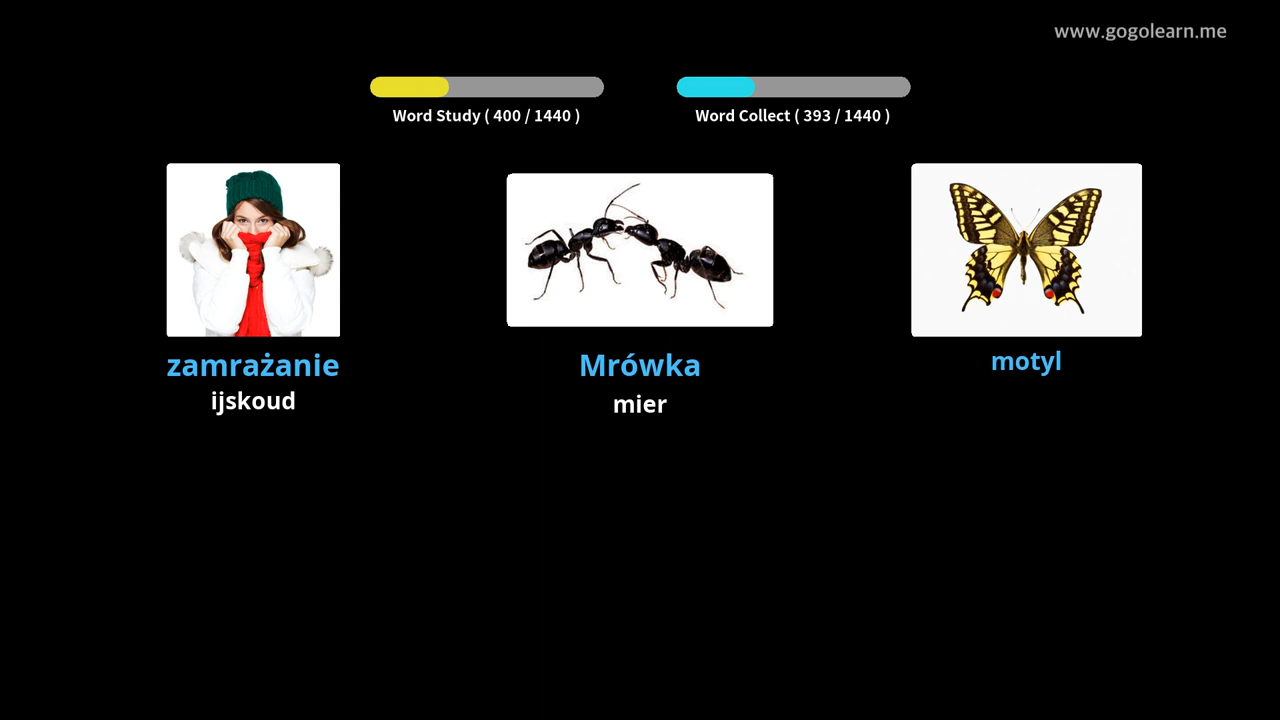 www.gogolearn.me
Word Study ( 400 / 1440 )
Word Collect ( 393 / 1440 )
zamrażanie
ijskoud
Mrówka
mier
motyl